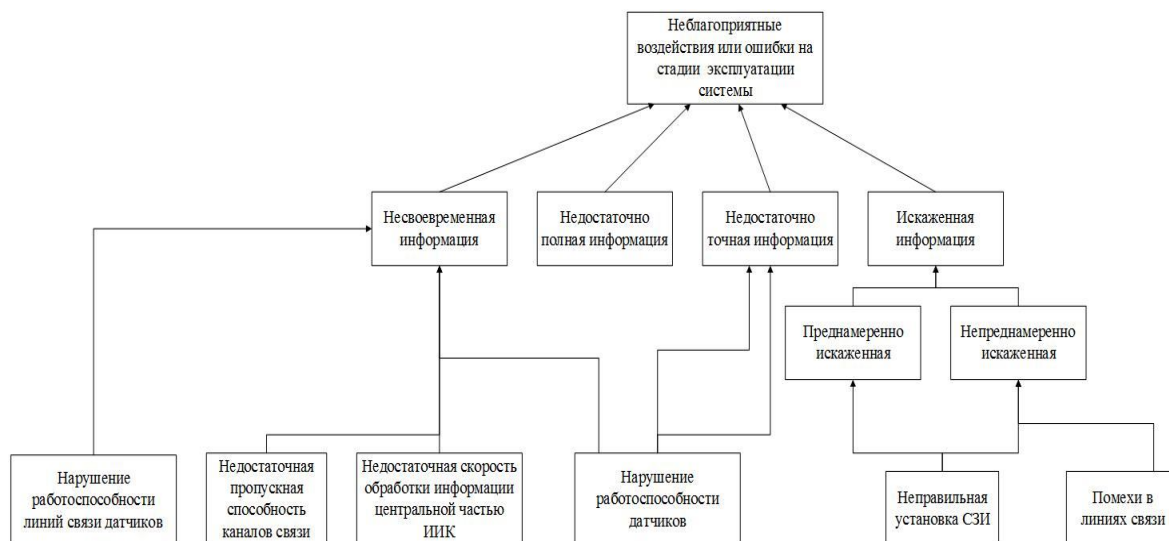 Неблагоприятные
воздействия или ошибки на
стадии эксплуатации
системы
Несвоевременная
информация
Недостаточно
полная информация
Недостаточно
точная информация
Искаженная
информация
Преднамеренно
искаженная
Непреднамеренно
искаженная
Нарушение
работоспособности
линий связи датчиков
Недостаточная
пропускная
способность
каналов связи
Недостаточная скорость
обработки информации
центральной частью
ИИК
Нарушение
работоспособности
датчиков
Неправильная
установка СЗИ
Помехи в
линиях связи